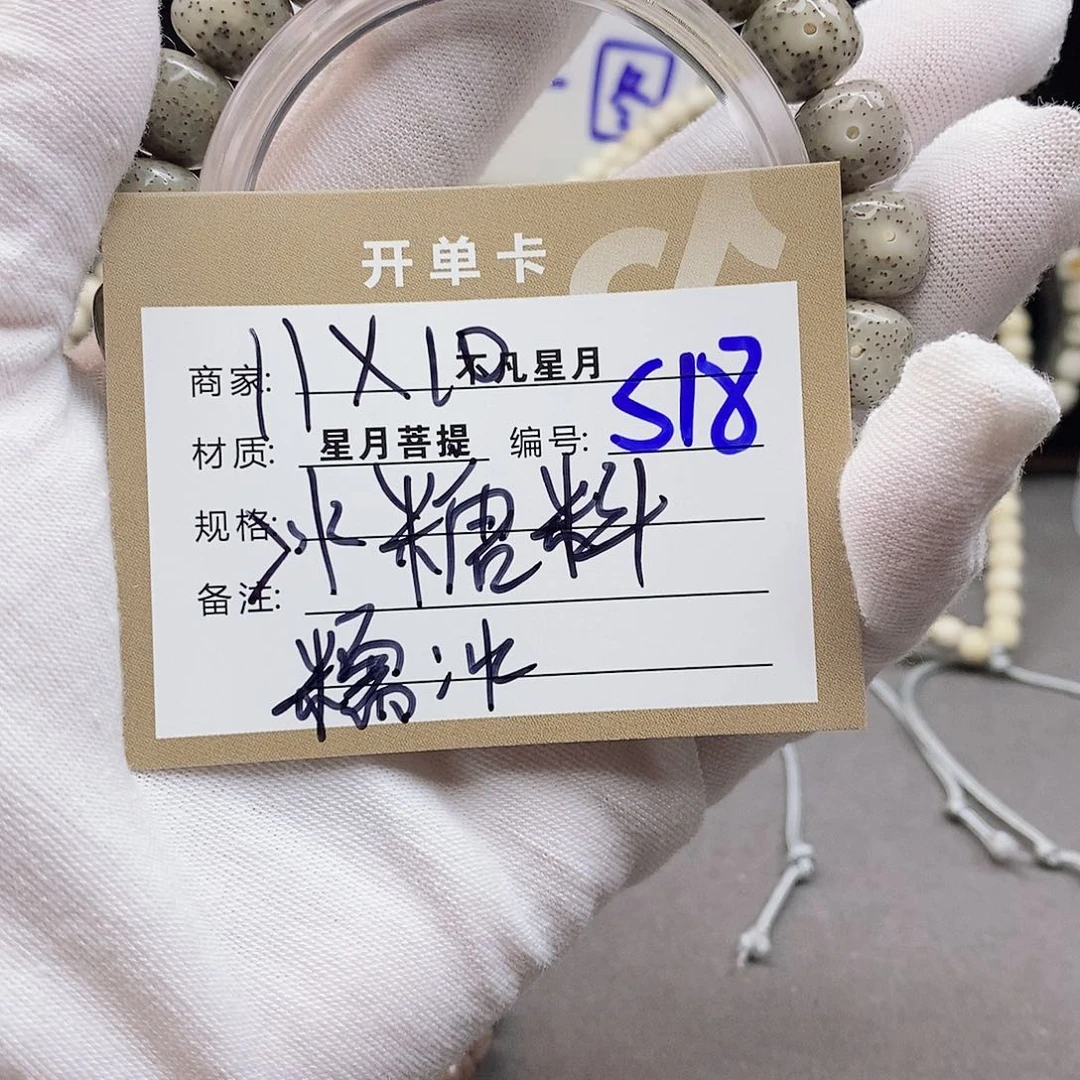 开单卡
11X10
商家: 不凡星月
材质: 星月菩提 编号: S18
规格: 冰糖料
备注:
糯冰